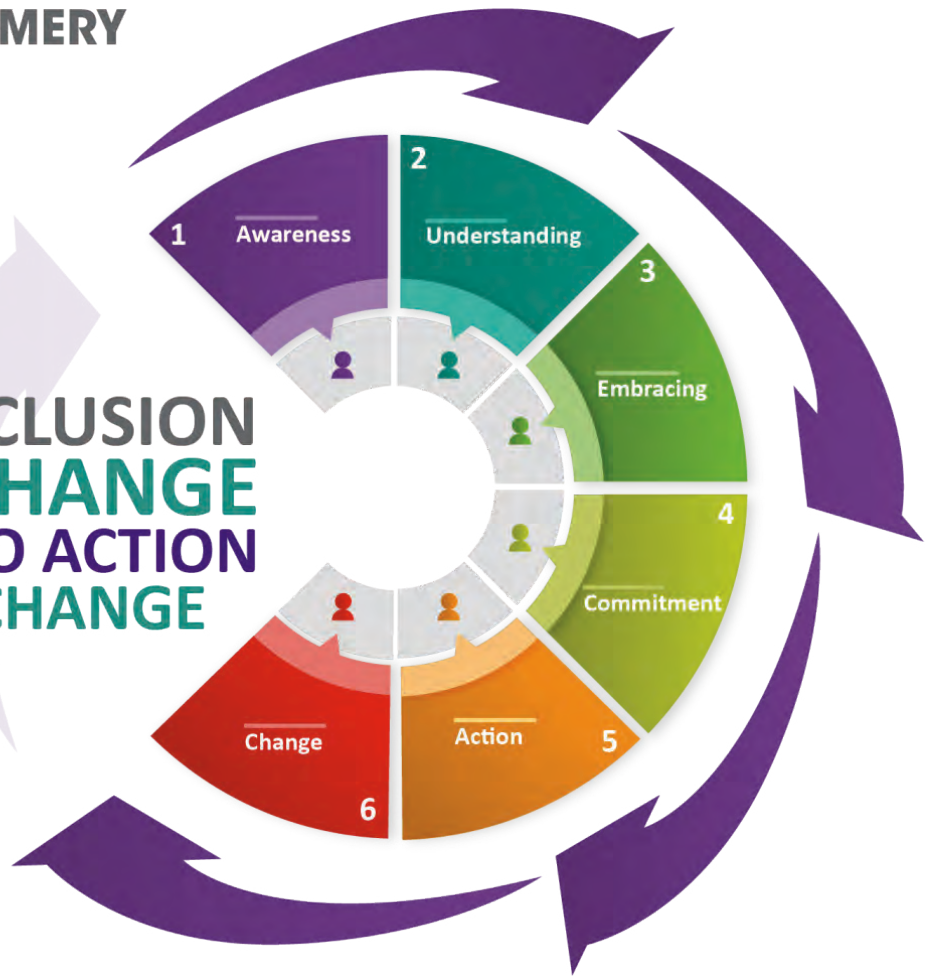 MERY
1 Awareness
2
Understanding
3
Embracing
4
Commitment
Action
5
Change
6
CLUSION
HANGE
O ACTION
CHANGE